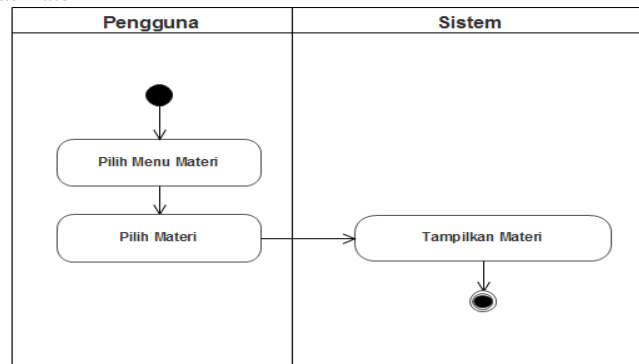 Pengguna
Sistem
Pilih Menu Materi
Pilih Materi
Tampilkan Materi